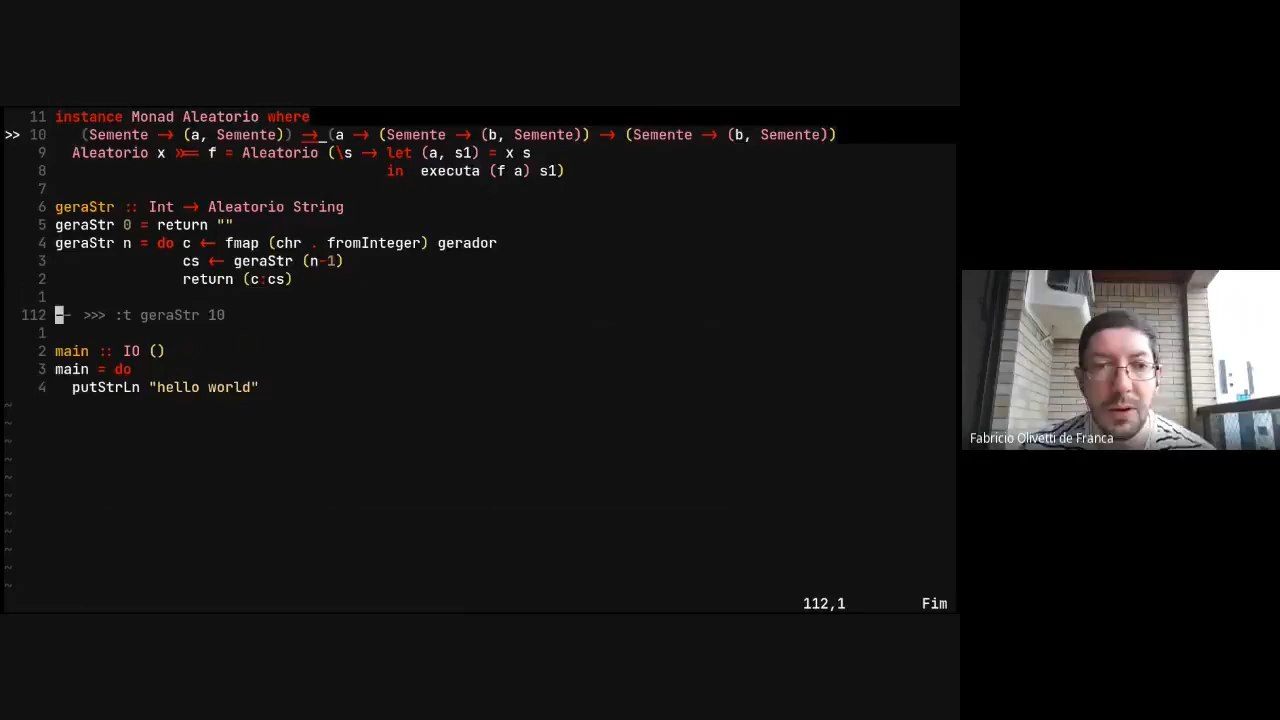 11 instance Monad Aleatorio where
>> 10 (Semente → (a, Semente)) →_(a → (Semente → (b, Semente)) → (Semente → (b, Semente))
9 Aleatorio x >>= f = Aleatorio (\s → let (a, s1) = x s
8 in executa (f a) s1)
7
6 geraStr :: Int → Aleatorio String
5 geraStr 0 = return ""
4 geraStr n = do c ← fmap (chr . fromInteger) gerador
3 cs ← geraStr (n-1)
2 return (c:cs)
1
112 -- >>> :t geraStr 10
1
2 main :: IO ()
3 main = do
4 putStrLn "hello world"
~
~
~
~
~
~
~
~
~
~
~
112,1 Fim
Fabrício Olivetti de França